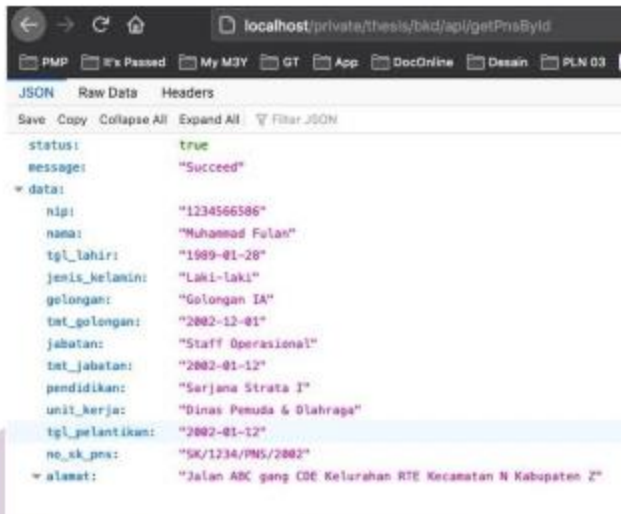 localhost/private/thesis/bkd/api/getPnsById
PMP It's Passed My M3Y GT App DocOnline Desain PLN 03
JSON Raw Data Headers
Save Copy Collapse All Expand All Filter JSON
status: true
message: "Succeed"
data:
nip: "1234566586"
nama: "Muhammad Fulan"
tgl_lahir: "1989-01-28"
jenis_kelamin: "Laki-laki"
golongan: "Golongan IA"
tmt_golongan: "2002-12-01"
jabatan: "Staff Operasional"
tmt_jabatan: "2002-01-12"
pendidikan: "Sarjana Strata I"
unit_kerja: "Dinas Pemuda & Olahraga"
tgl_pelantikan: "2002-01-12"
no_sk_pns: "SK/1234/PNS/2002"
alamat: "Jalan ABC gang CDE Kelurahan RTE Kecamatan N Kabupaten Z"